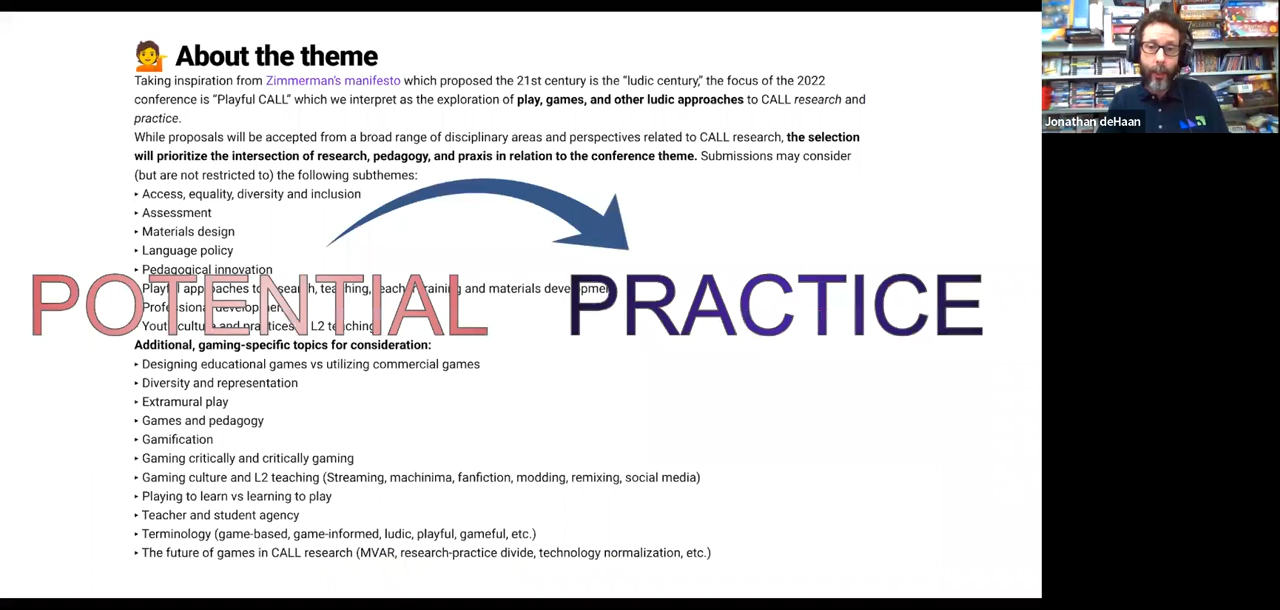 About the theme
Taking inspiration from Zimmerman's manifesto which proposed the 21st century is the “ludic century,” the focus of the 2022
conference is “Playful CALL” which we interpret as the exploration of play, games, and other ludic approaches to CALL research and
practice.
While proposals will be accepted from a broad range of disciplinary areas and perspectives related to CALL research, the selection
will prioritize the intersection of research, pedagogy, and praxis in relation to the conference theme. Submissions may consider
(but are not restricted to) the following subthemes:
‣ Access, equality, diversity and inclusion
‣ Assessment
‣ Materials design
‣ Language policy
‣ Pedagogical innovation
Playful approaches to research, teaching, teacher training and materials development
Professional development
Youth culture and practices L2 teaching
POTENTIAL PRACTICE
Additional, gaming-specific topics for consideration:
‣ Designing educational games vs utilizing commercial games
‣ Diversity and representation
‣ Extramural play
‣ Games and pedagogy
‣ Gamification
‣ Gaming critically and critically gaming
‣ Gaming culture and L2 teaching (Streaming, machinima, fanfiction, modding, remixing, social media)
‣ Playing to learn vs learning to play
‣ Teacher and student agency
‣ Terminology (game-based, game-informed, ludic, playful, gameful, etc.)
‣ The future of games in CALL research (MVAR, research-practice divide, technology normalization, etc.)
Jonathan deHaan